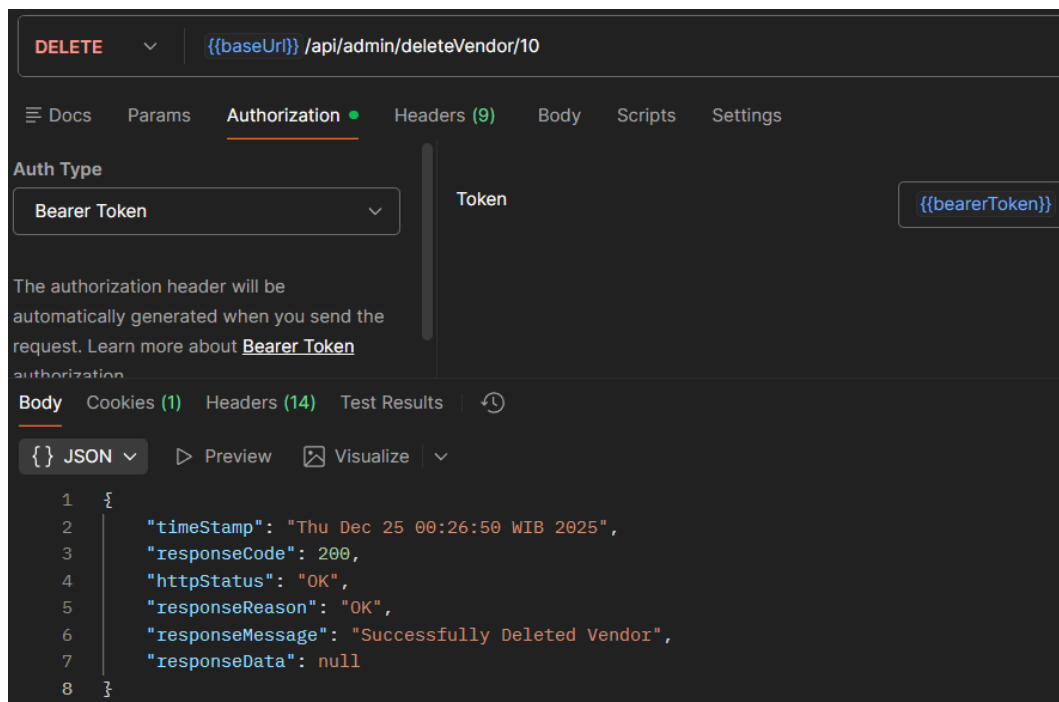 DELETE {{baseUrl}} /api/admin/deleteVendor/10
Docs Params Authorization Headers (9) Body Scripts Settings
Auth Type
Bearer Token
Token
{{bearerToken}}
The authorization header will be
automatically generated when you send the
request. Learn more about Bearer Token
authorization
Body Cookies (1) Headers (14) Test Results
{} JSON Preview Visualize
1 {
2 "timeStamp": "Thu Dec 25 00:26:50 WIB 2025",
3 "responseCode": 200,
4 "httpStatus": "OK",
5 "responseReason": "OK",
6 "responseMessage": "Successfully Deleted Vendor",
7 "responseData": null
8 }